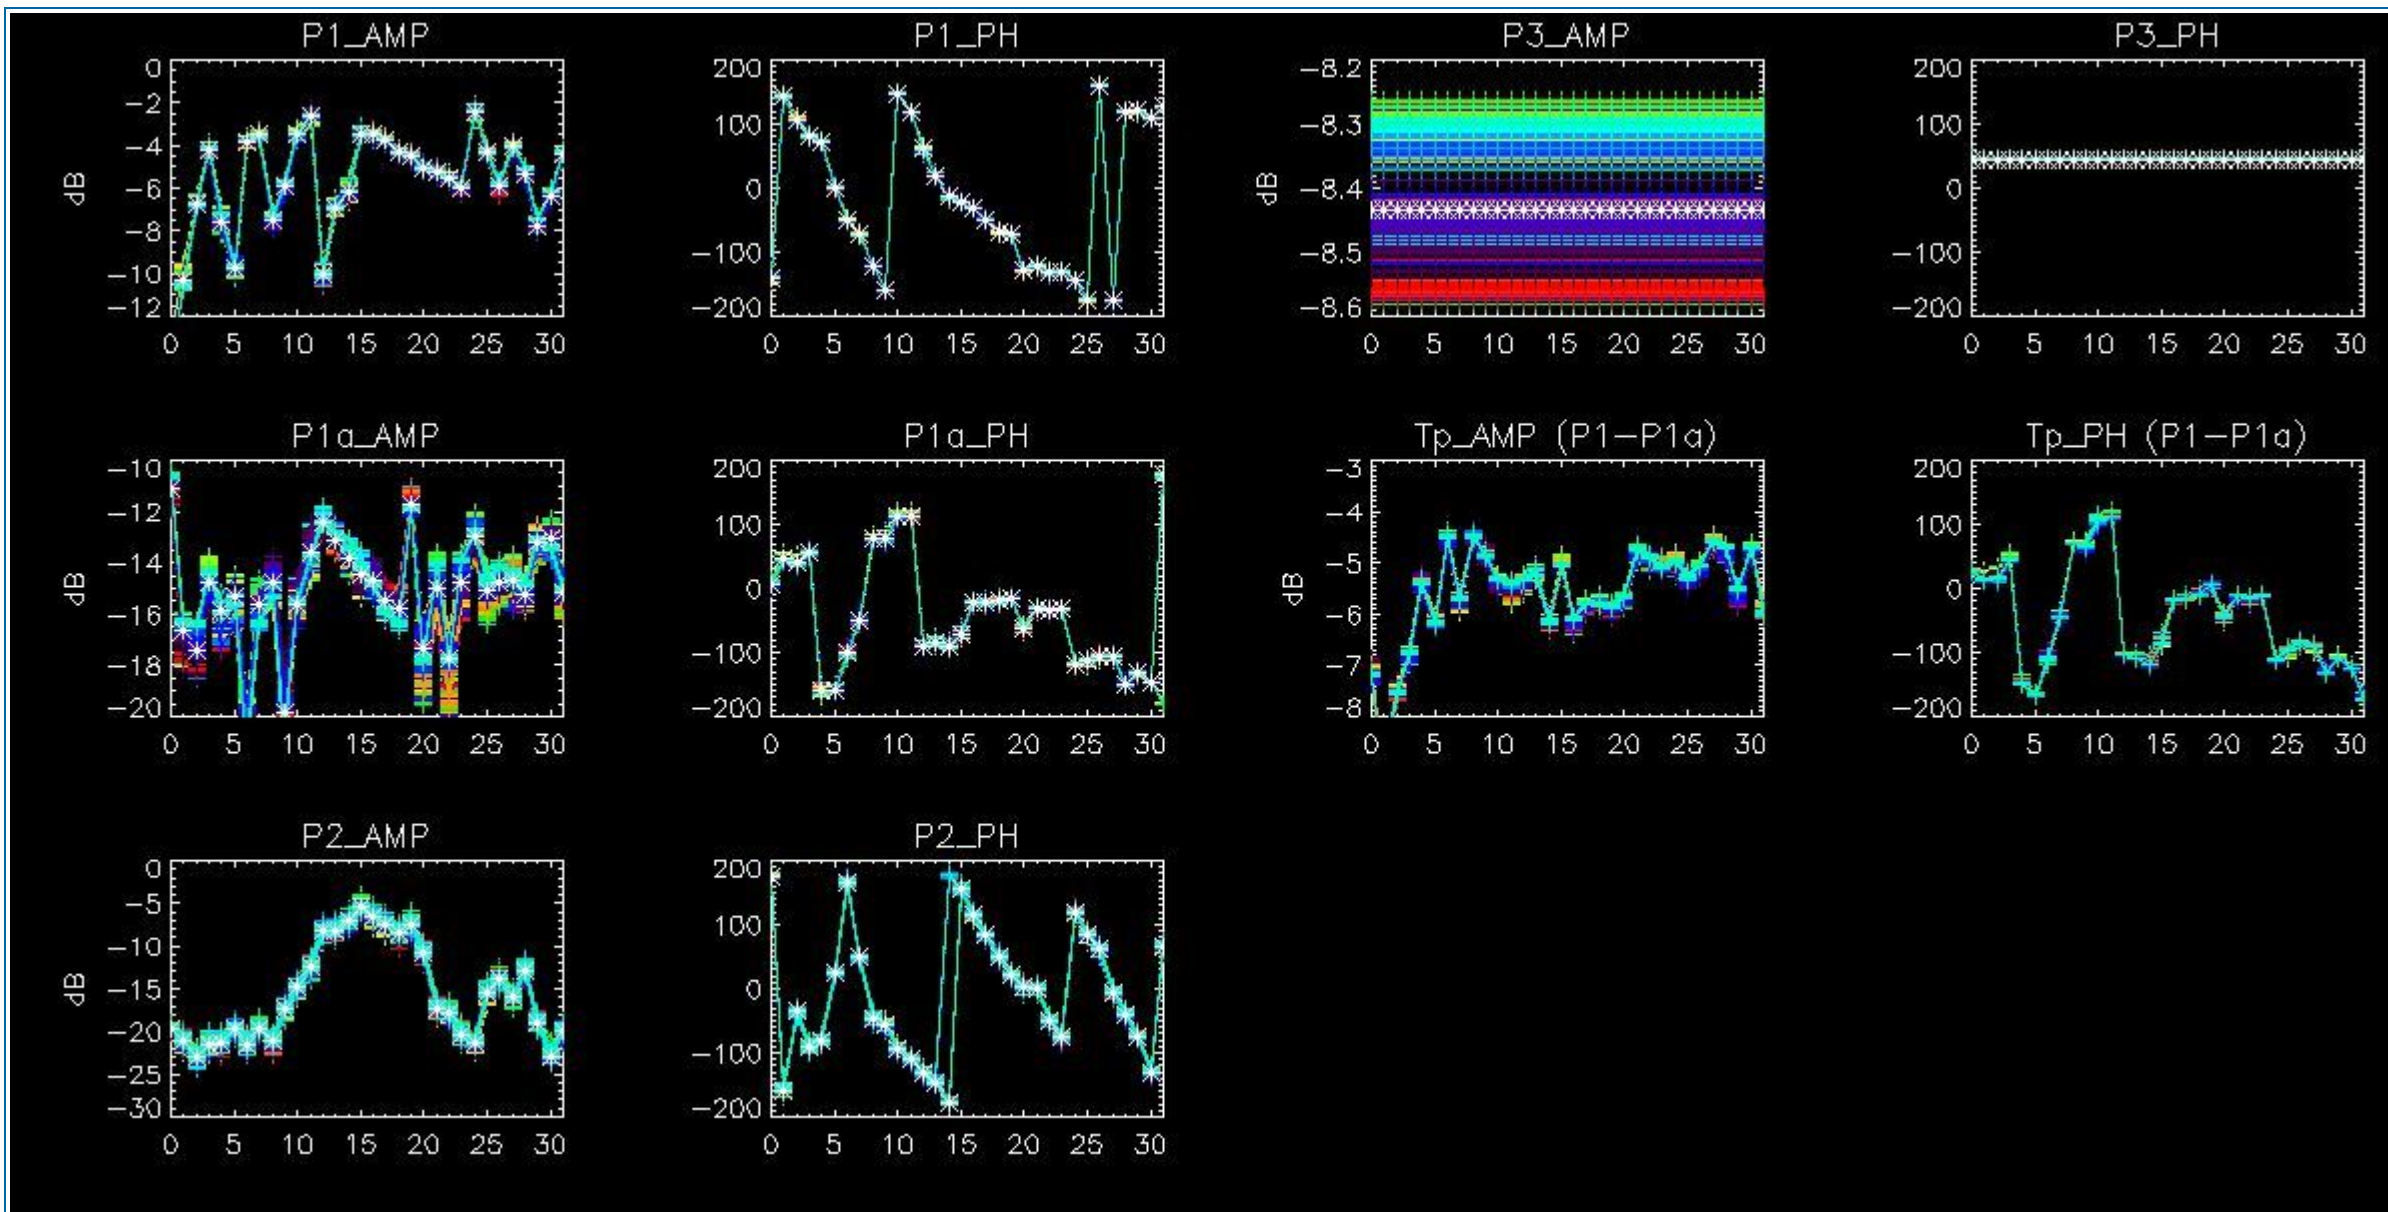 P1_AMP P1_PH P3_AMP P3_PH
0 200 -8.2 200
-2 100 -8.3 100
-4 0 -8.4 0
-6 -100 -8.5 -100
-8 -200 -8.6 -200
-10
-12
dB dB
0 5 10 15 20 25 30 0 5 10 15 20 25 30 0 5 10 15 20 25 30 0 5 10 15 20 25 30
P1a_AMP P1a_PH Tp_AMP (P1-P1a) Tp_PH (P1-P1a)
-10 200 -3 200
-12 100 -4 100
-14 0 -5 0
-16 -100 -6 -100
-18 -200 -7 -200
-20 -8
dB dB
0 5 10 15 20 25 30 0 5 10 15 20 25 30 0 5 10 15 20 25 30 0 5 10 15 20 25 30
P2_AMP P2_PH
0 200
-5 100
-10 0
-15 -100
-20 -200
-25
-30
dB
0 5 10 15 20 25 30 0 5 10 15 20 25 30